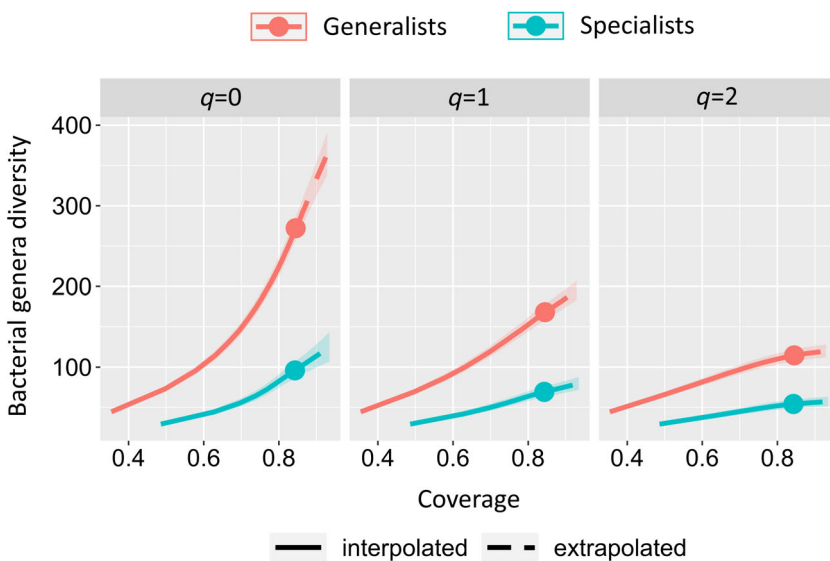 Generalists Specialists
q=0 q=1 q=2
400
300
200
100
Bacterial genera diversity
0.4 0.6 0.8 0.4 0.6 0.8 0.4 0.6 0.8
Coverage
interpolated extrapolated